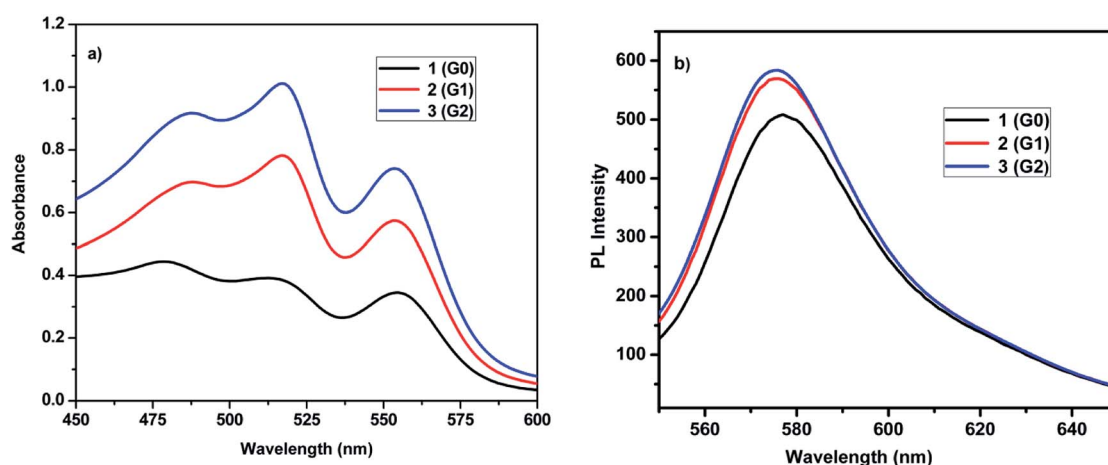 a)
1 (G0)
2 (G1)
3 (G2)
Absorbance
1.2
1.0
0.8
0.6
0.4
0.2
0.0
450 475 500 525 550 575 600
Wavelength (nm)
b)
1 (G0)
2 (G1)
3 (G2)
PL Intensity
600
500
400
300
200
100
560 580 600 620 640
Wavelength (nm)